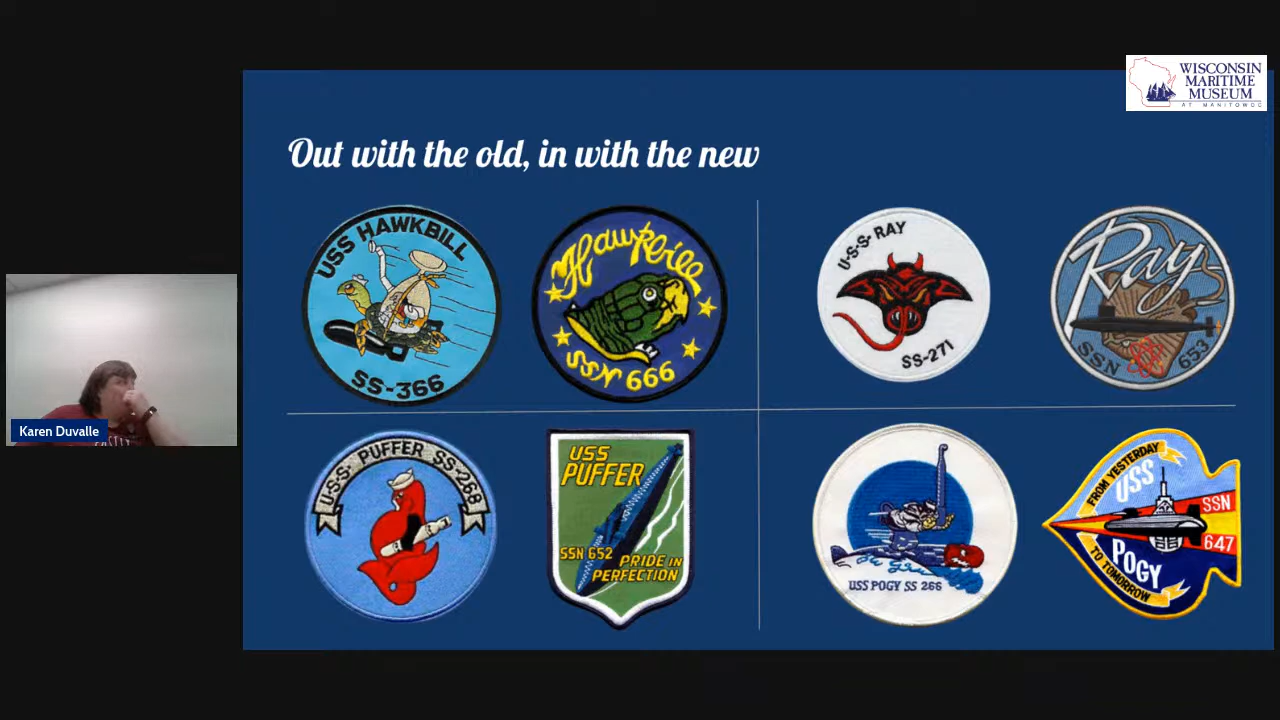 WISCONSIN
MARITIME
MUSEUM
AT MANITOWOC
Out with the old, in with the new
USS HAWKBILL
SS-366
Hawkbill
SSN 666
U·S·S· RAY
SS-271
Ray
SSN 653
Karen Duvalle
U·S·S· PUFFER SS-268
USS
PUFFER
SSN 652
PRIDE IN
PERFECTION
USS POGY SS 266
FROM YESTERDAY
USS
SSN
647
POGY
TO TOMORROW